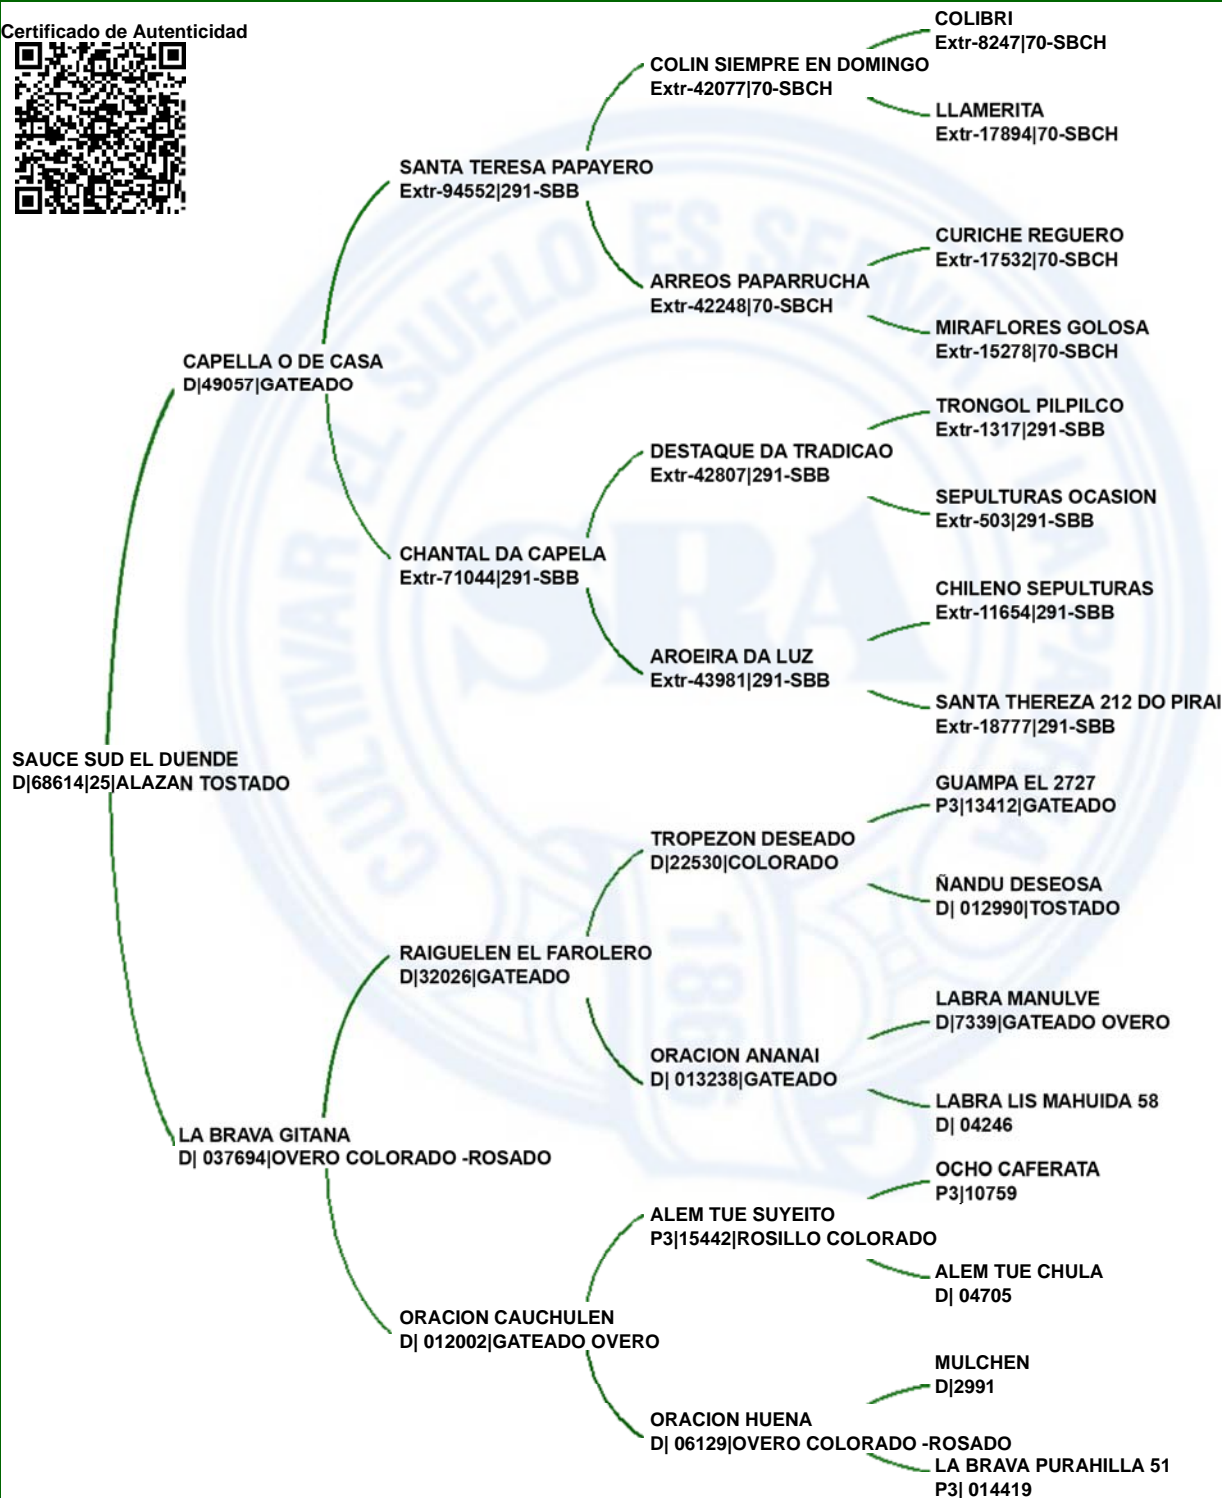 Certificado de Autenticidad
COLIBRI
Extr-8247|70-SBCH
COLIN SIEMPRE EN DOMINGO
Extr-42077|70-SBCH
LLAMERITA
Extr-17894|70-SBCH
SANTA TERESA PAPAYERO
Extr-94552|291-SBB
CURICHE REGUERO
Extr-17532|70-SBCH
ARREOS PAPARRUCHA
Extr-42248|70-SBCH
MIRAFLORES GOLOSA
Extr-15278|70-SBCH
CAPELLA O DE CASA
D|49057|GATEADO
TRONGOL PILPILCO
Extr-1317|291-SBB
DESTAQUE DA TRADICAO
Extr-42807|291-SBB
SEPULTURAS OCASION
Extr-503|291-SBB
CHANTAL DA CAPELA
Extr-71044|291-SBB
CHILENO SEPULTURAS
Extr-11654|291-SBB
AROEIRA DA LUZ
Extr-43981|291-SBB
SANTA THEREZA 212 DO PIRAI
Extr-18777|291-SBB
SAUCE SUD EL DUENDE
D|68614|25|ALAZAN TOSTADO
GUAMPA EL 2727
P3|13412|GATEADO
TROPEZON DESEADO
D|22530|COLORADO
ÑANDU DESEOSA
D| 012990|TOSTADO
RAIGUELEN EL FAROLERO
D|32026|GATEADO
LABRA MANULVE
D|7339|GATEADO OVERO
ORACION ANANAI
D| 013238|GATEADO
LABRA LIS MAHUIDA 58
D| 04246
LA BRAVA GITANA
D| 037694|OVERO COLORADO -ROSADO
OCHO CAFERATA
P3|10759
ALEM TUE SUYEITO
P3|15442|ROSILLO COLORADO
ALEM TUE CHULA
D| 04705
ORACION CAUCHULEN
D| 012002|GATEADO OVERO
MULCHEN
D|2991
ORACION HUENA
D| 06129|OVERO COLORADO -ROSADO
LA BRAVA PURAHILLA 51
P3| 014419
CULTIVAR EL SUELO ES SERVIR A LA PATRIA
SRA
1866